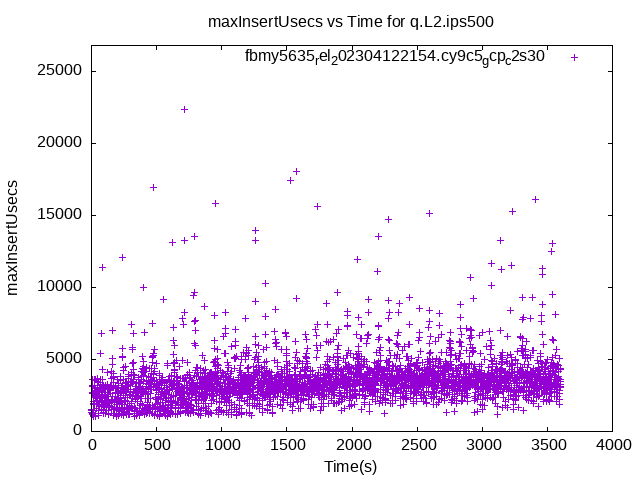 maxInsertUsecs vs Time for q.L2.ips500
fbmy5635rel202304122154.cy9c5gcpc2s30
25000
20000
15000
10000
5000
0
maxInsertUsecs
0 500 1000 1500 2000 2500 3000 3500 4000
Time(s)